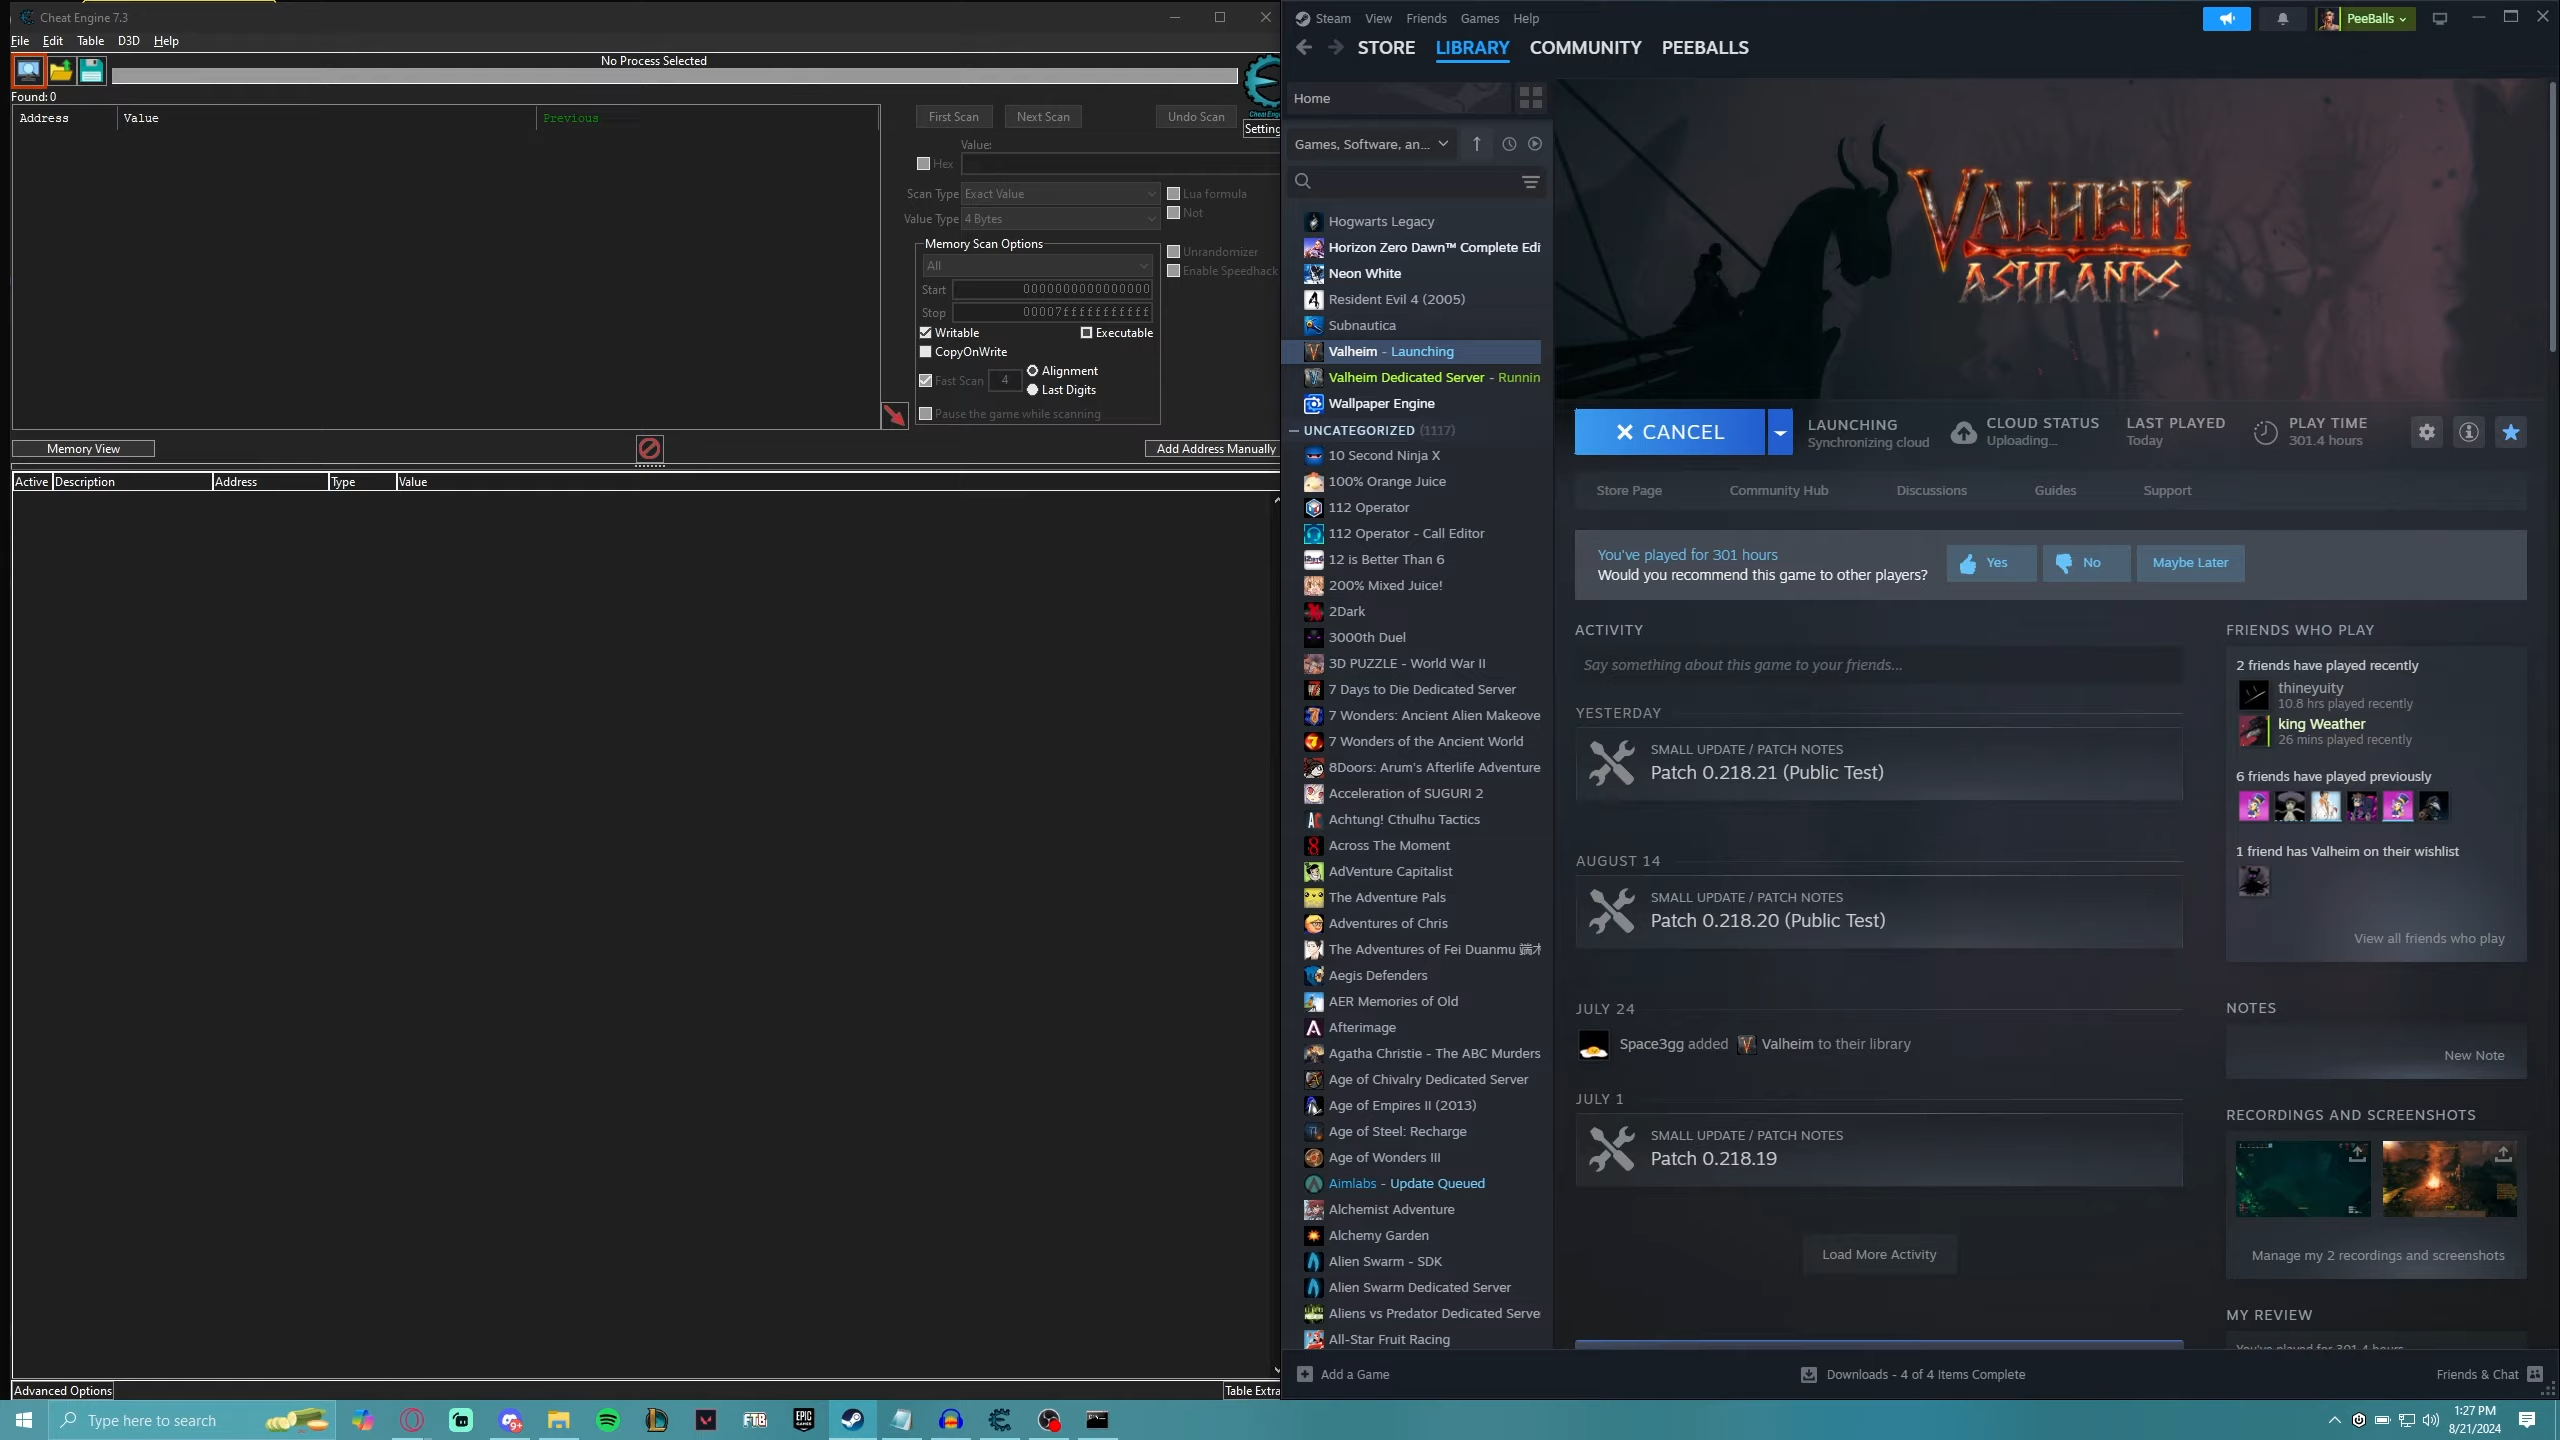 Cheat Engine 7.3
File Edit Table D3D Help
No Process Selected
Found: 0
Address Value Previous
First Scan Next Scan Undo Scan
Setting
Value:
Hex
Scan Type Exact Value
Lua formula
Not
Value Type 4 Bytes
Memory Scan Options
All
Unrandomizer
Enable Speedhack
Start 0000000000000000
Stop 00007fffffffffff
Writable Executable
CopyOnWrite
Fast Scan 4 Alignment
Last Digits
Pause the game while scanning
Memory View
Add Address Manually
Active Description Address Type Value
Advanced Options
Table Extra
Steam View Friends Games Help
PeeBalls
STORE LIBRARY COMMUNITY PEEBALLS
Home
Games, Software, an...
Hogwarts Legacy
Horizon Zero Dawn™ Complete Edi
Neon White
Resident Evil 4 (2005)
Subnautica
Valheim - Launching
Valheim Dedicated Server - Runnin
Wallpaper Engine
UNCATEGORIZED (1117)
10 Second Ninja X
100% Orange Juice
112 Operator
112 Operator - Call Editor
12 is Better Than 6
200% Mixed Juice!
2Dark
3000th Duel
3D PUZZLE - World War II
7 Days to Die Dedicated Server
7 Wonders: Ancient Alien Makeove
7 Wonders of the Ancient World
8Doors: Arum's Afterlife Adventure
Acceleration of SUGURI 2
Achtung! Cthulhu Tactics
Across The Moment
AdVenture Capitalist
The Adventure Pals
Adventures of Chris
The Adventures of Fei Duanmu 端木
Aegis Defenders
AER Memories of Old
Afterimage
Agatha Christie - The ABC Murders
Age of Chivalry Dedicated Server
Age of Empires II (2013)
Age of Steel: Recharge
Age of Wonders III
Aimlabs - Update Queued
Alchemist Adventure
Alchemy Garden
Alien Swarm - SDK
Alien Swarm Dedicated Server
Aliens vs Predator Dedicated Serve
All-Star Fruit Racing
VALHEIM
ASHLANDS
CANCEL
LAUNCHING
Synchronizing cloud
CLOUD STATUS
Uploading...
LAST PLAYED
Today
PLAY TIME
301.4 hours
Store Page Community Hub Discussions Guides Support
You've played for 301 hours
Would you recommend this game to other players?
Yes No Maybe Later
ACTIVITY
Say something about this game to your friends...
YESTERDAY
SMALL UPDATE / PATCH NOTES
Patch 0.218.21 (Public Test)
AUGUST 14
SMALL UPDATE / PATCH NOTES
Patch 0.218.20 (Public Test)
JULY 24
Space3gg added Valheim to their library
JULY 1
SMALL UPDATE / PATCH NOTES
Patch 0.218.19
Load More Activity
FRIENDS WHO PLAY
2 friends have played recently
thineyuity
10.8 hrs played recently
king Weather
26 mins played recently
6 friends have played previously
1 friend has Valheim on their wishlist
View all friends who play
NOTES
New Note
RECORDINGS AND SCREENSHOTS
Manage my 2 recordings and screenshots
MY REVIEW
You've played for 301.4 hours
Add a Game
Downloads - 4 of 4 Items Complete
Friends & Chat
Type here to search
9+
FTB
EPIC GAMES
1:27 PM
8/21/2024